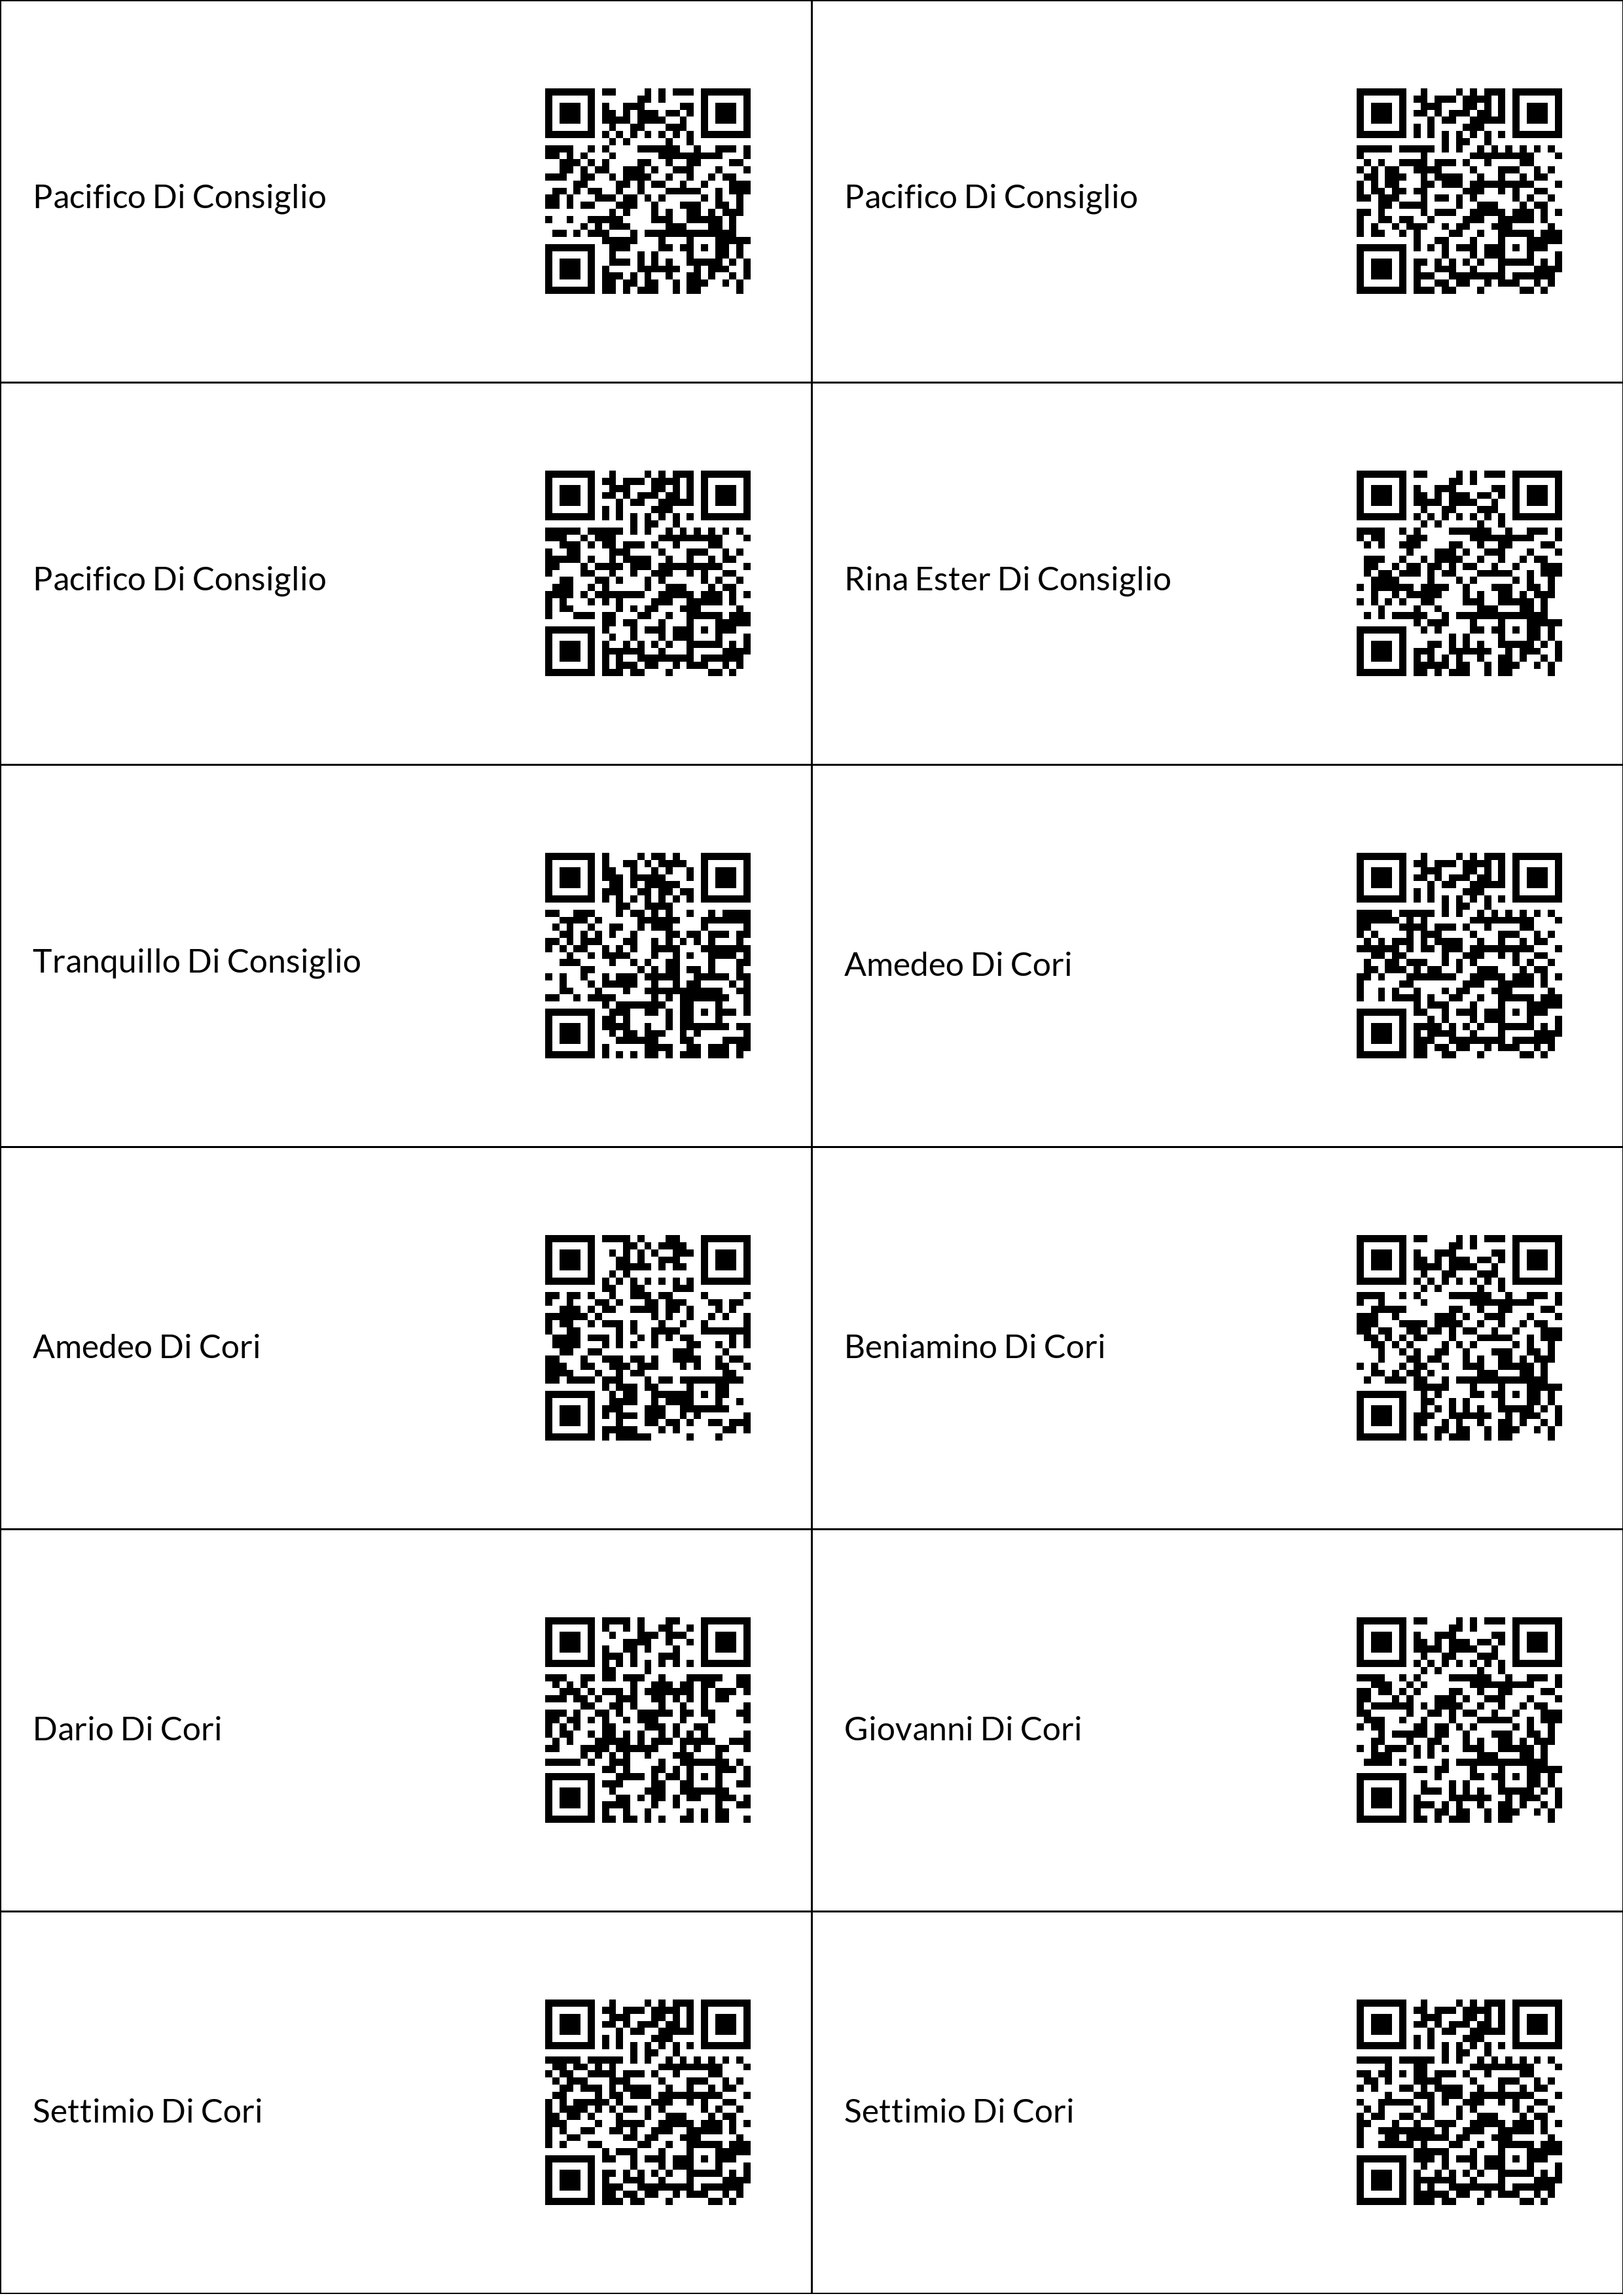 Pacifico Di Consiglio
Pacifico Di Consiglio
Pacifico Di Consiglio
Rina Ester Di Consiglio
Tranquillo Di Consiglio
Amedeo Di Cori
Amedeo Di Cori
Beniamino Di Cori
Dario Di Cori
Giovanni Di Cori
Settimio Di Cori
Settimio Di Cori